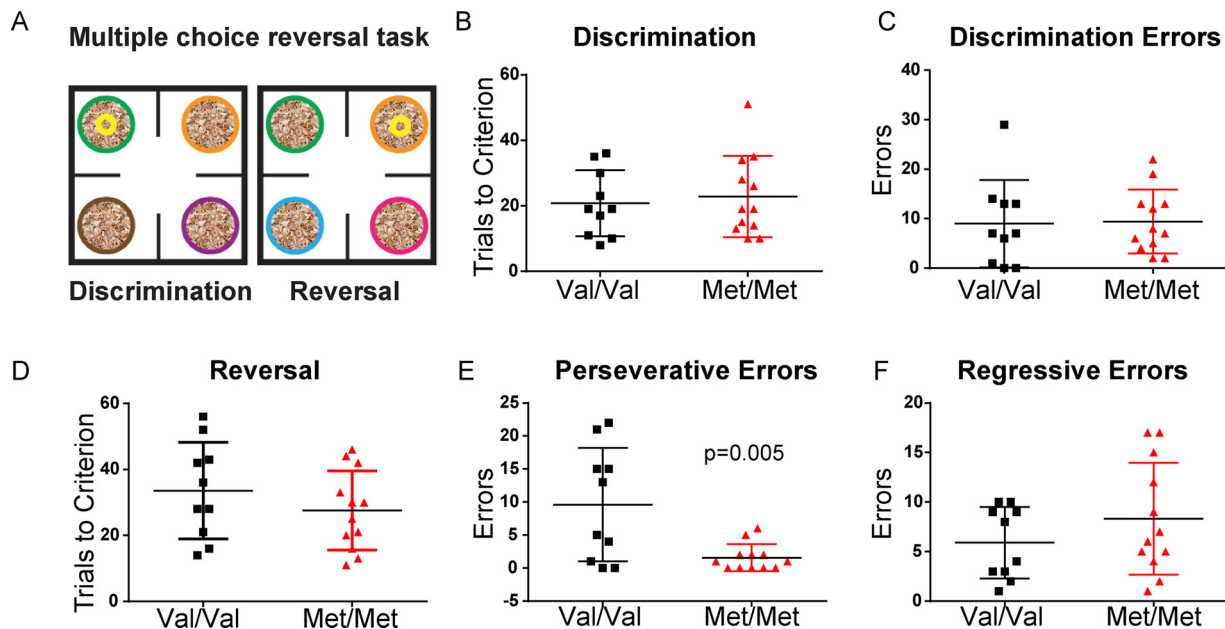 A
Multiple choice reversal task
Discrimination
Reversal
B
Discrimination
Trials to Criterion
60
40
20
0
Val/Val
Met/Met
C
Discrimination Errors
Errors
40
30
20
10
0
Val/Val
Met/Met
D
Reversal
Trials to Criterion
60
40
20
0
Val/Val
Met/Met
E
Perseverative Errors
Errors
25
20
15
10
5
0
-5
p=0.005
Val/Val
Met/Met
F
Regressive Errors
Errors
20
15
10
5
0
Val/Val
Met/Met